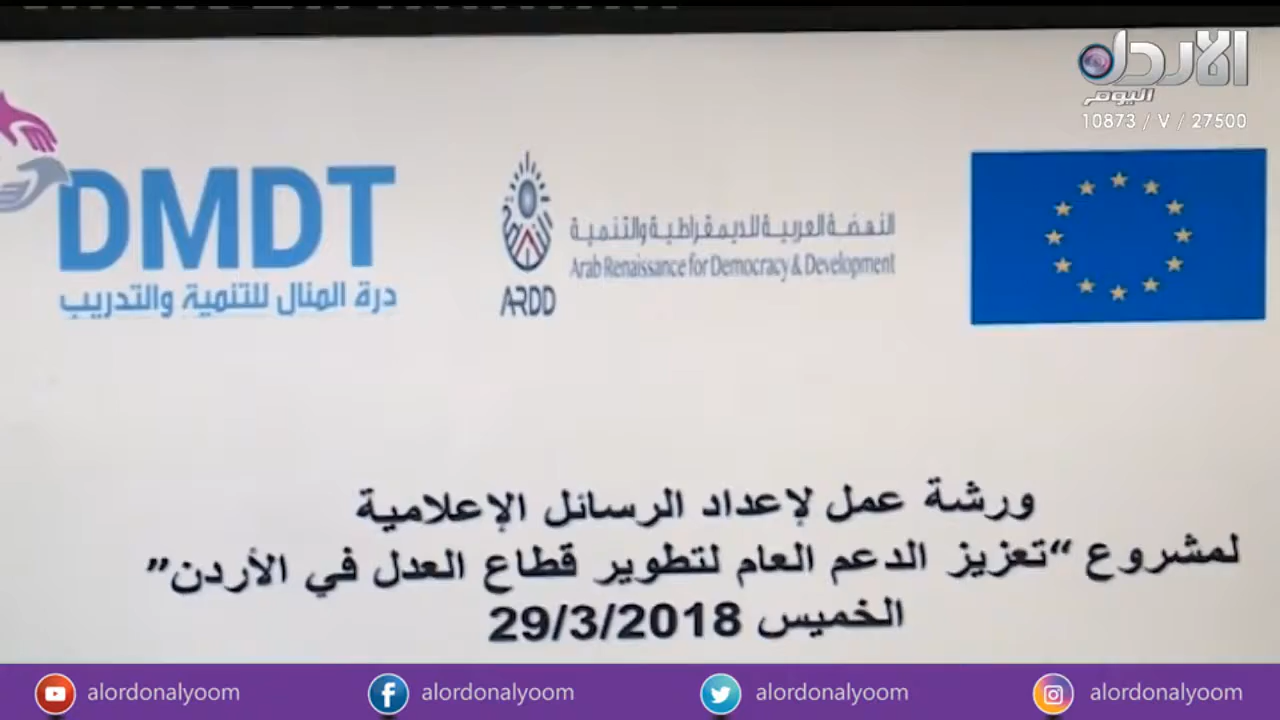 الأردن
اليوم
10873 / V / 27500
DMDT
درة المنال للتنمية والتدريب
النهضة العربية للديمقراطية والتنمية
Arab Renaissance for Democracy & Development
ARDD
ورشة عمل لإعداد الرسائل الإعلامية
لمشروع “تعزيز الدعم العام لتطوير قطاع العدل في الأردن”
الخميس 29/3/2018
alordonalyoom
alordonalyoom
alordonalyoom
alordonalyoom